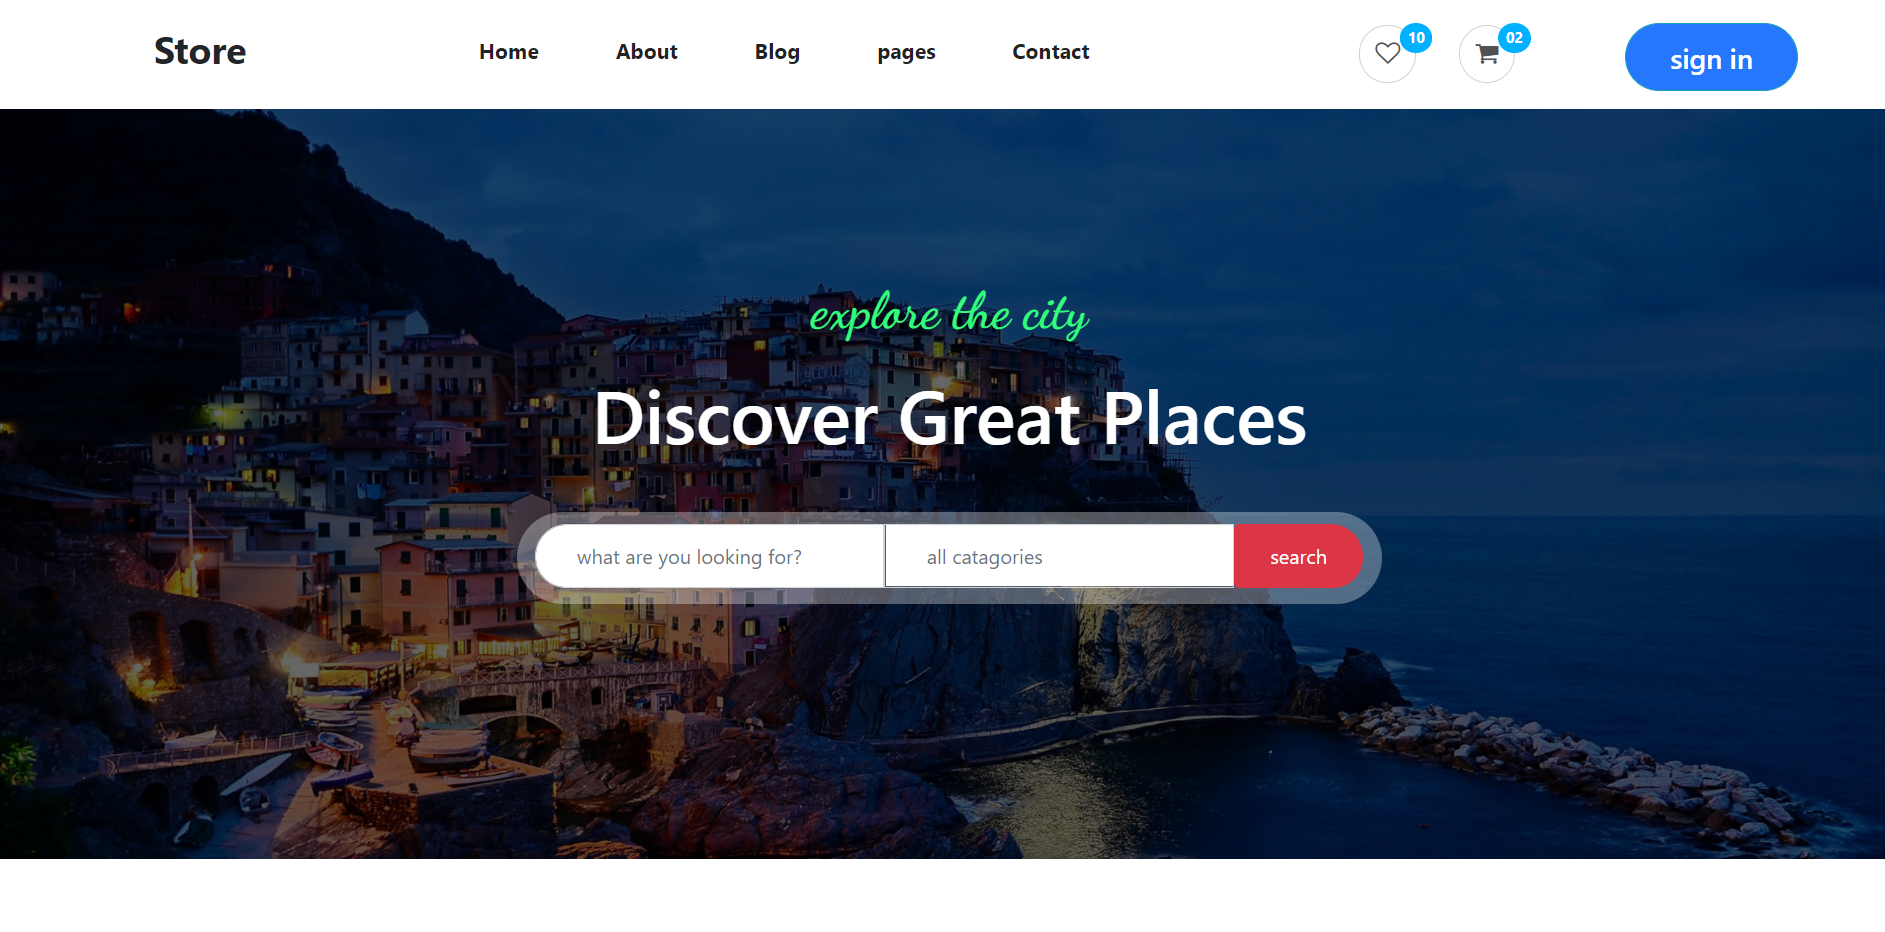 Store Home About Blog pages Contact 10 02 sign in
explore the city
Discover Great Places
what are you looking for? all catagories search